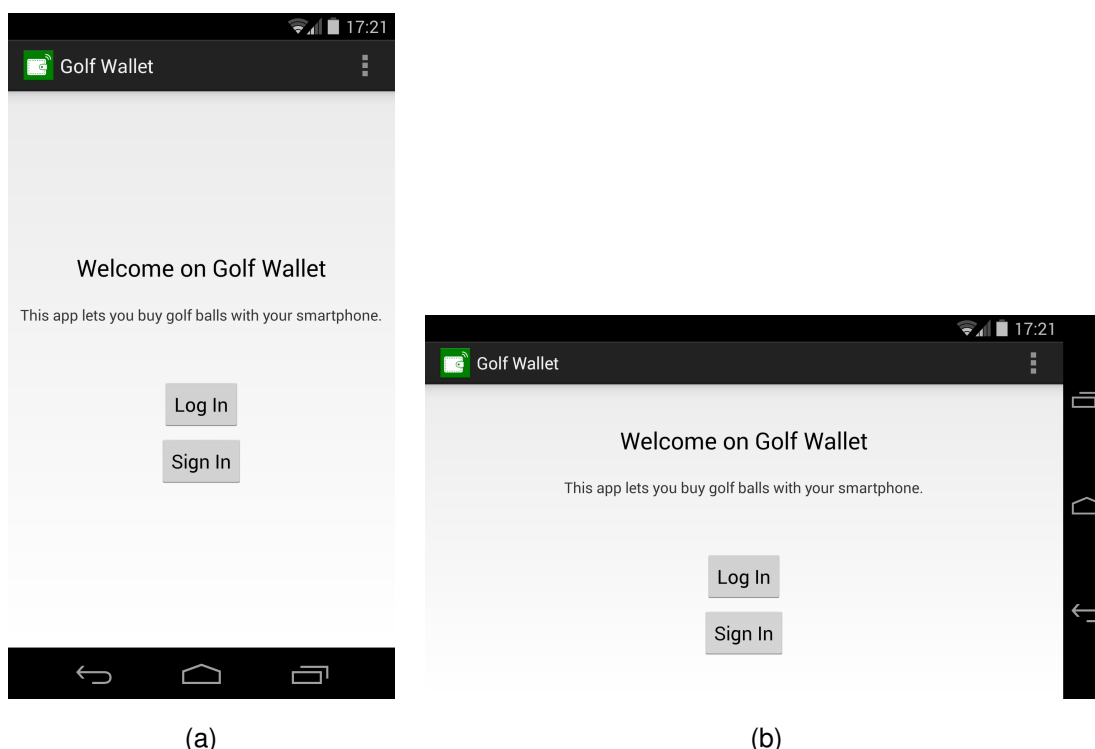 17:21
Golf Wallet
Welcome on Golf Wallet
This app lets you buy golf balls with your smartphone.
Log In
Sign In
(a)
17:21
Golf Wallet
Welcome on Golf Wallet
This app lets you buy golf balls with your smartphone.
Log In
Sign In
(b)